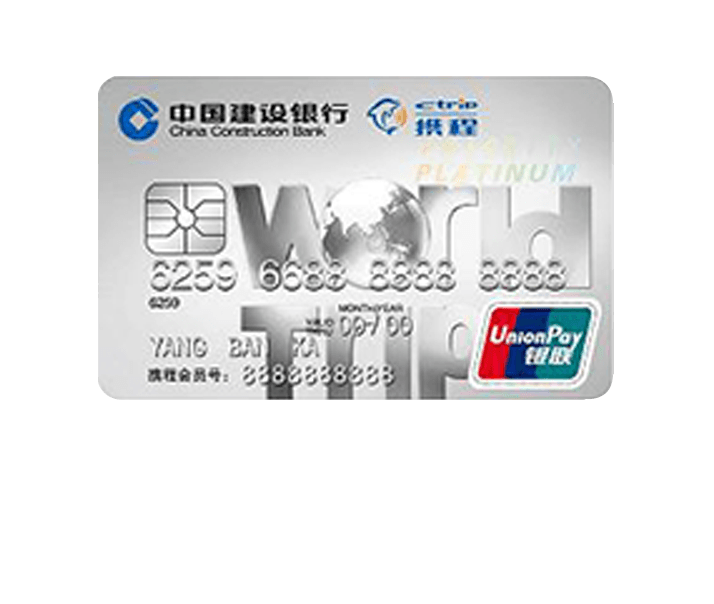 中国建设银行
China Construction Bank
ctrip
携程
PLATINUM
World
6259 6688 8888 8888
6259
MONTH/YEAR
00/00
Trip
YANG BAN KA
携程会员号: 8888888888
UnionPay
银联